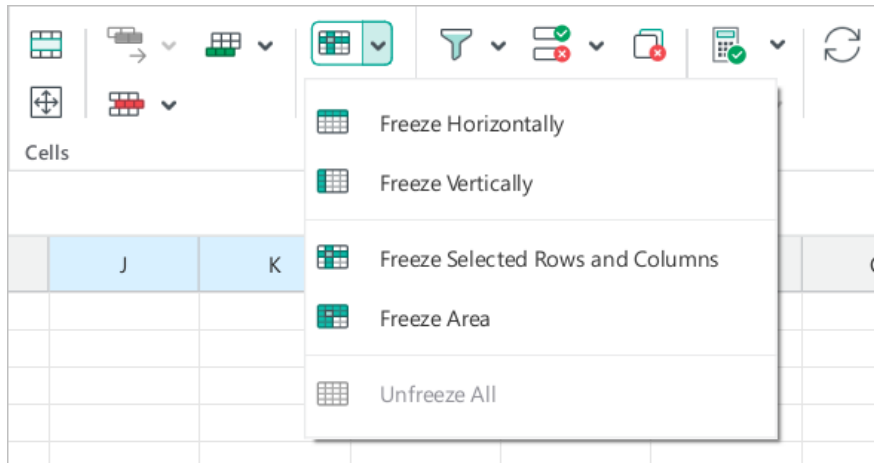 Cells
Freeze Horizontally
Freeze Vertically
Freeze Selected Rows and Columns
Freeze Area
Unfreeze All
J
K